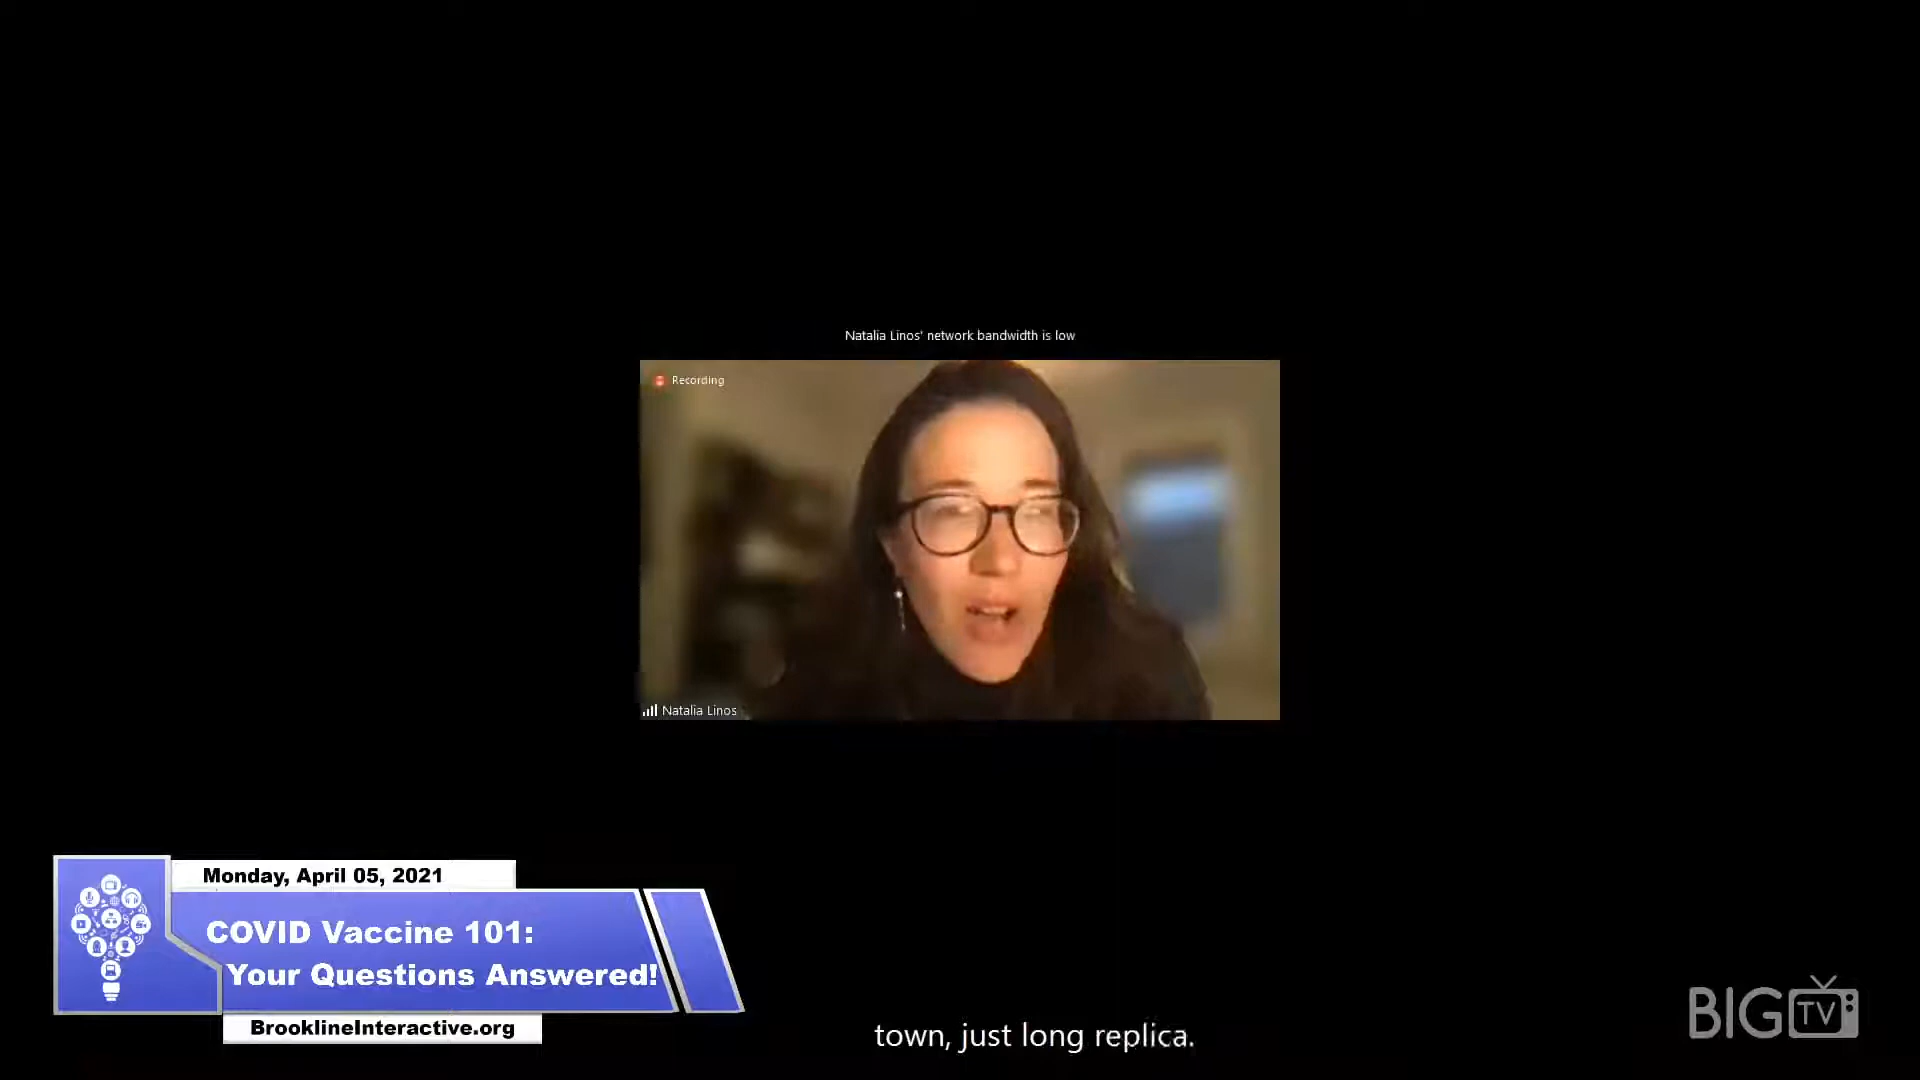 Natalia Linos' network bandwidth is low
Recording
Natalia Linos
Monday, April 05, 2021
COVID Vaccine 101:
Your Questions Answered!
BrooklineInteractive.org
town, just long replica.
BIG TV